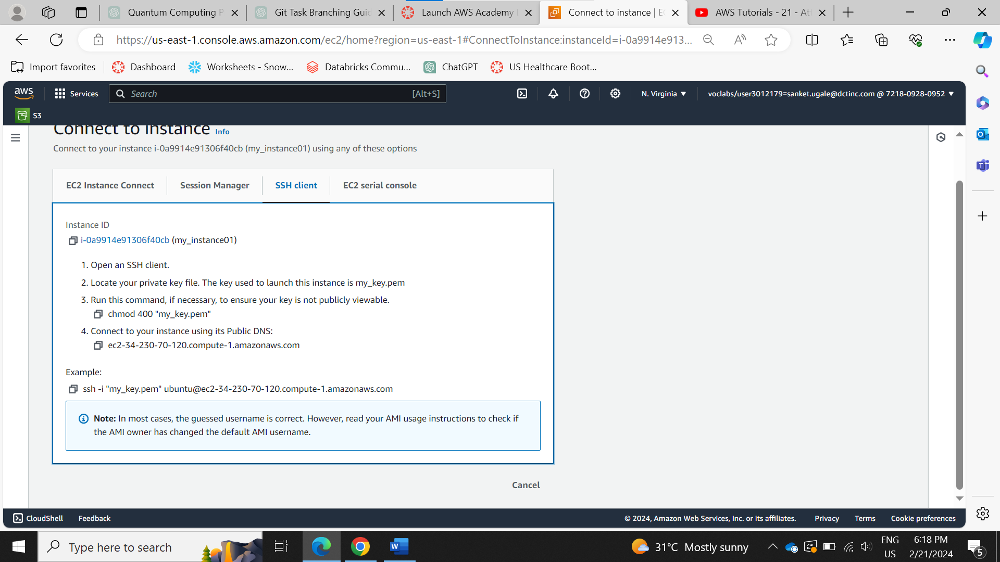 Quantum Computing P
Git Task Branching Guid
Launch AWS Academy
Connect to instance | E
AWS Tutorials - 21 - At
https://us-east-1.console.aws.amazon.com/ec2/home?region=us-east-1#ConnectToInstance:instanceId=i-0a9914e913...
Import favorites
Dashboard
Worksheets - Snow...
Databricks Commu...
ChatGPT
US Healthcare Boot...
aws
Services
Search
[Alt+S]
N. Virginia
voclabs/user3012179=sanket.ugale@dctinc.com @ 7218-0928-0952
S3
Connect to instance Info
Connect to your instance i-0a9914e91306f40cb (my_instance01) using any of these options
EC2 Instance Connect
Session Manager
SSH client
EC2 serial console
Instance ID
i-0a9914e91306f40cb (my_instance01)
1. Open an SSH client.
2. Locate your private key file. The key used to launch this instance is my_key.pem
3. Run this command, if necessary, to ensure your key is not publicly viewable.
chmod 400 "my_key.pem"
4. Connect to your instance using its Public DNS:
ec2-34-230-70-120.compute-1.amazonaws.com
Example:
ssh -i "my_key.pem" ubuntu@ec2-34-230-70-120.compute-1.amazonaws.com
Note: In most cases, the guessed username is correct. However, read your AMI usage instructions to check if
the AMI owner has changed the default AMI username.
Cancel
CloudShell
Feedback
© 2024, Amazon Web Services, Inc. or its affiliates.
Privacy
Terms
Cookie preferences
Type here to search
31°C Mostly sunny
ENG
US
6:18 PM
2/21/2024
5